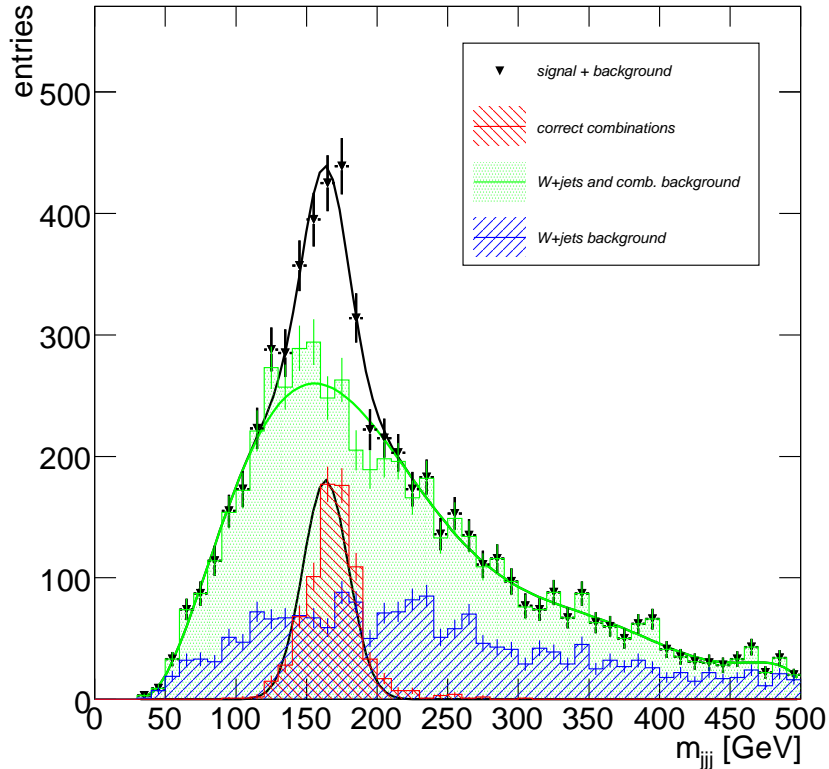 entries
500
400
300
200
100
0
signal + background
correct combinations
W+jets and comb. background
W+jets background
0 50 100 150 200 250 300 350 400 450 500
m_jjj [GeV]